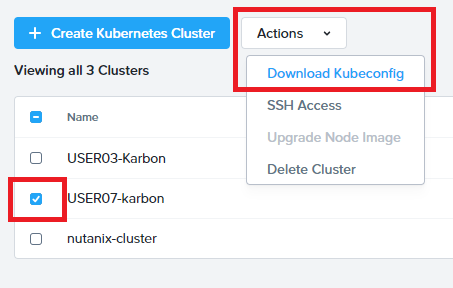 + Create Kubernetes Cluster
Actions
Viewing all 3 Clusters
Download Kubeconfig
SSH Access
Upgrade Node Image
Delete Cluster
Name
USER03-Karbon
USER07-karbon
nutanix-cluster